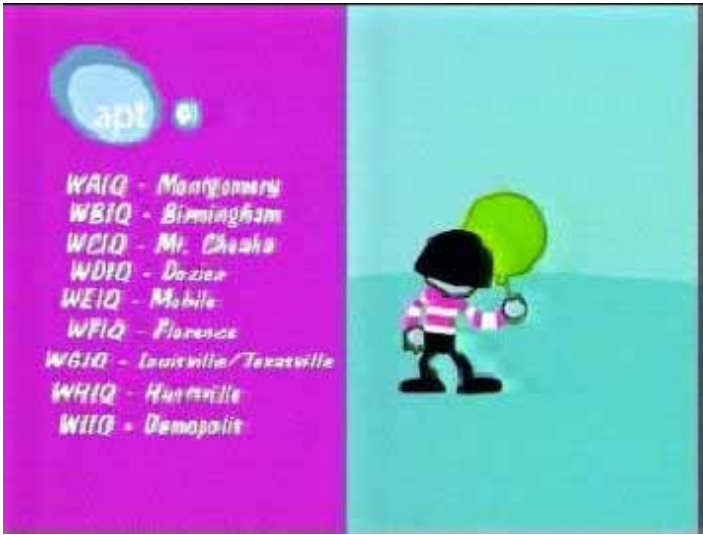 apt
WAIQ - Montgomery
WBIQ - Birmingham
WCIQ - Mt. Cheaha
WDIQ - Dozier
WEIQ - Mobile
WFIQ - Florence
WGIQ - Louisville/Texasville
WHIQ - Huntsville
WIIQ - Demopolis